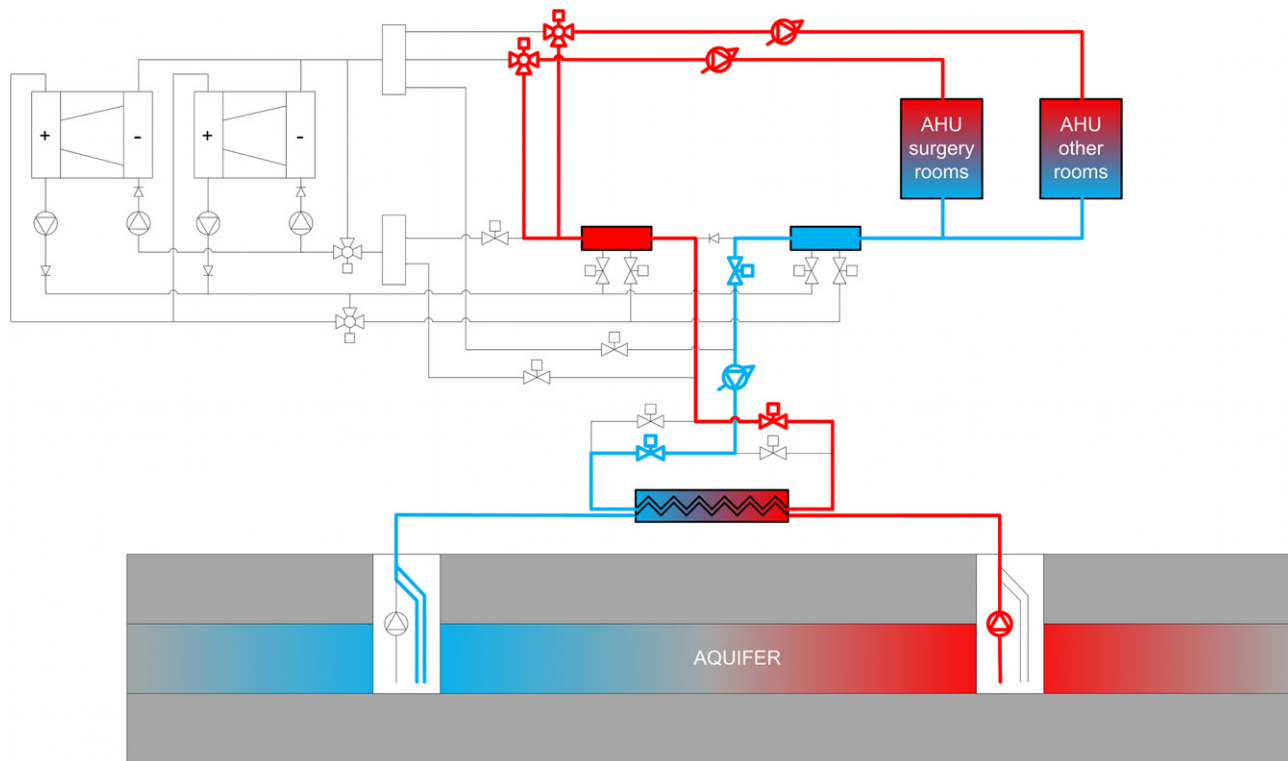 +
-
+
-
AHU
surgery
rooms
AHU
other
rooms
AQUIFER